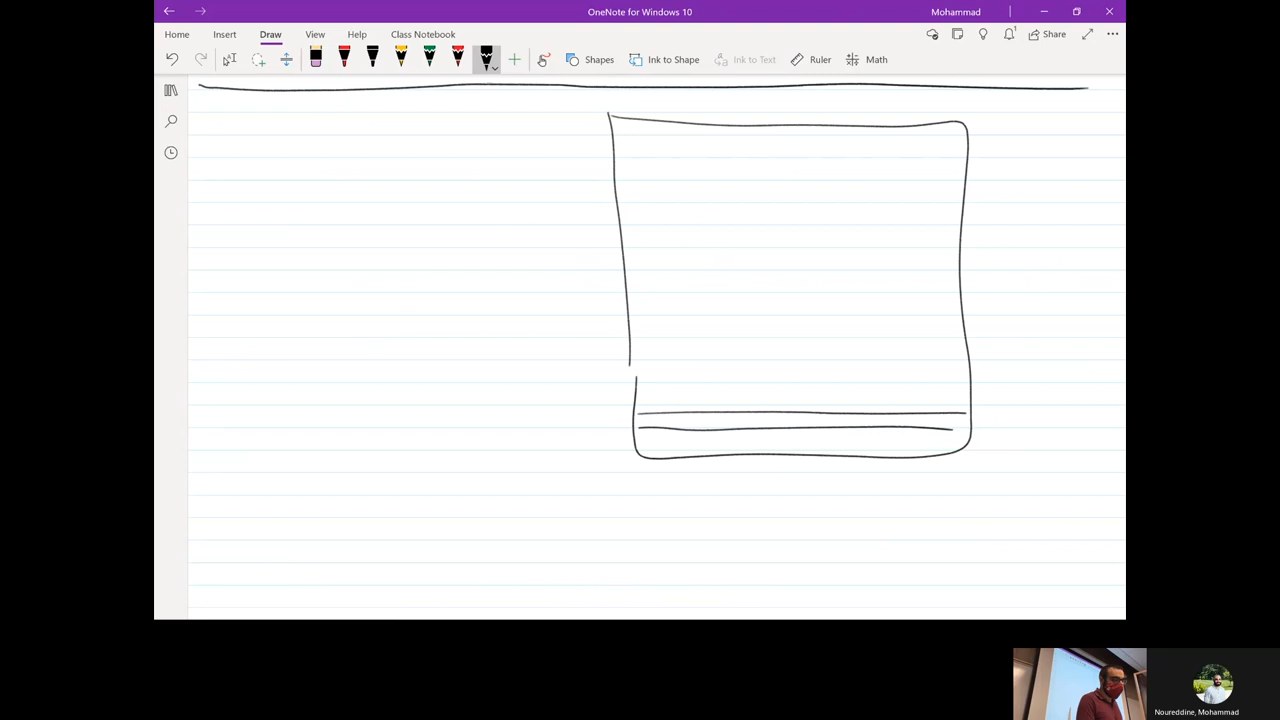 OneNote for Windows 10
Mohammad
Home
Insert
Draw
View
Help
Class Notebook
Share
Shapes
Ink to Shape
Ink to Text
Ruler
Math
Noureddine, Mohammad